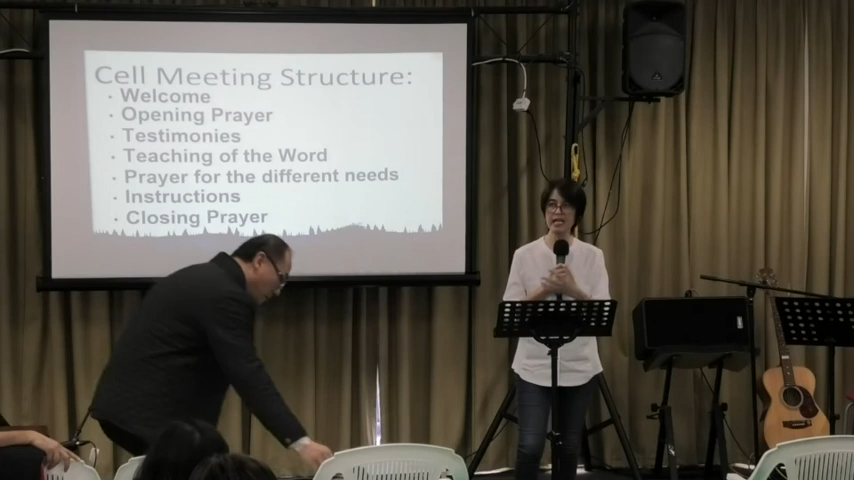 Cell Meeting Structure:
· Welcome
· Opening Prayer
· Testimonies
· Teaching of the Word
· Prayer for the different needs
· Instructions
· Closing Prayer